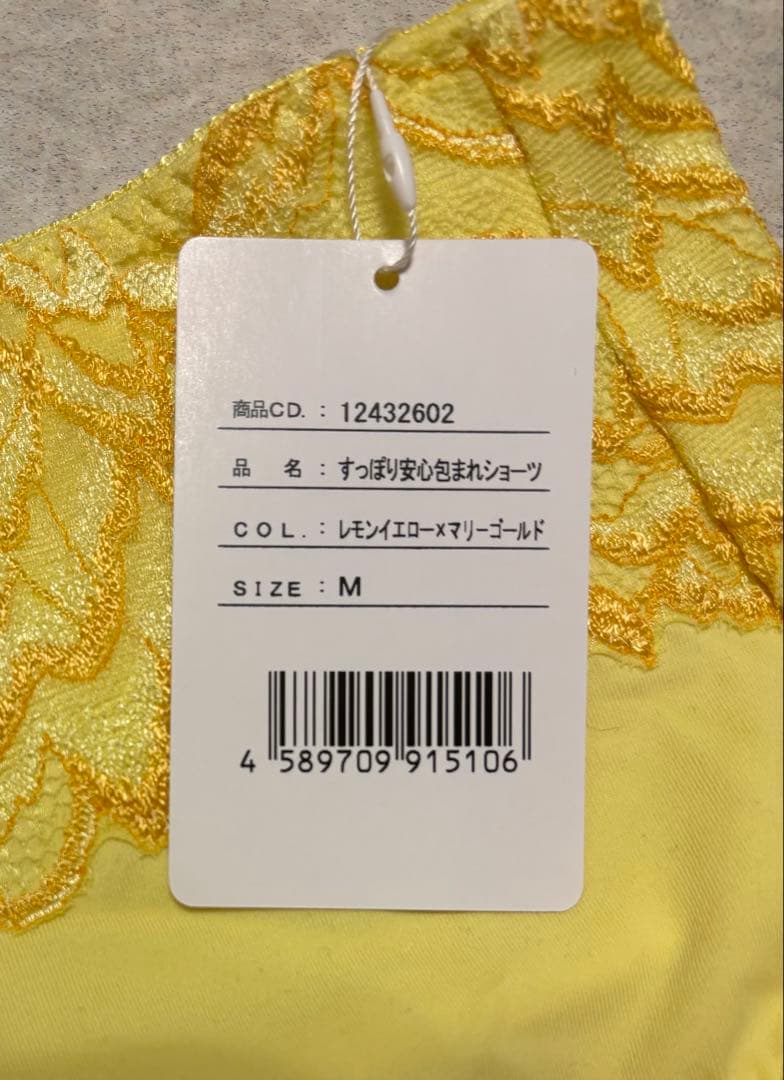 商品CD. : 12432602
品 名 : すっぽり安心包まれショーツ
COL. : レモンイエロー×マリーゴールド
SIZE : M
4 589709 915106